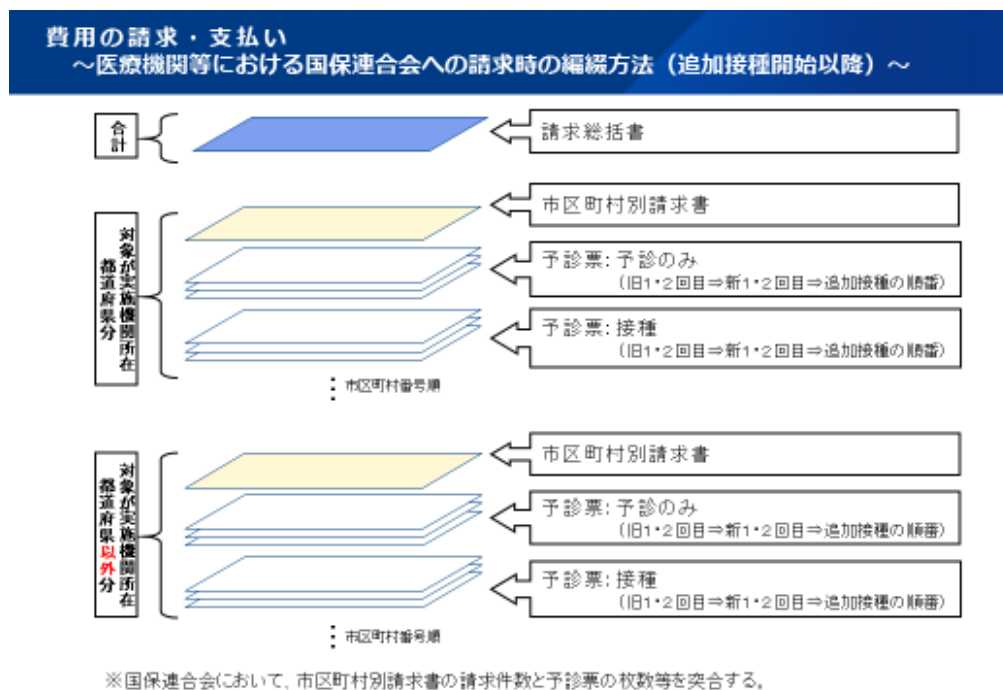 費用の請求・支払い
～医療機関等における国保連合会への請求時の編綴方法（追加接種開始以降）～
合計
請求総括書
対象が実施機関所在
都道府県分
市区町村別請求書
予診票：予診のみ
（旧1・2回目⇒新1・2回目⇒追加接種の順番）
予診票：接種
（旧1・2回目⇒新1・2回目⇒追加接種の順番）
市区町村番号順
対象が実施機関所在
都道府県以外分
市区町村別請求書
予診票：予診のみ
（旧1・2回目⇒新1・2回目⇒追加接種の順番）
予診票：接種
（旧1・2回目⇒新1・2回目⇒追加接種の順番）
市区町村番号順
※国保連合会において、市区町村別請求書の請求件数と予診票の枚数等を突合する。